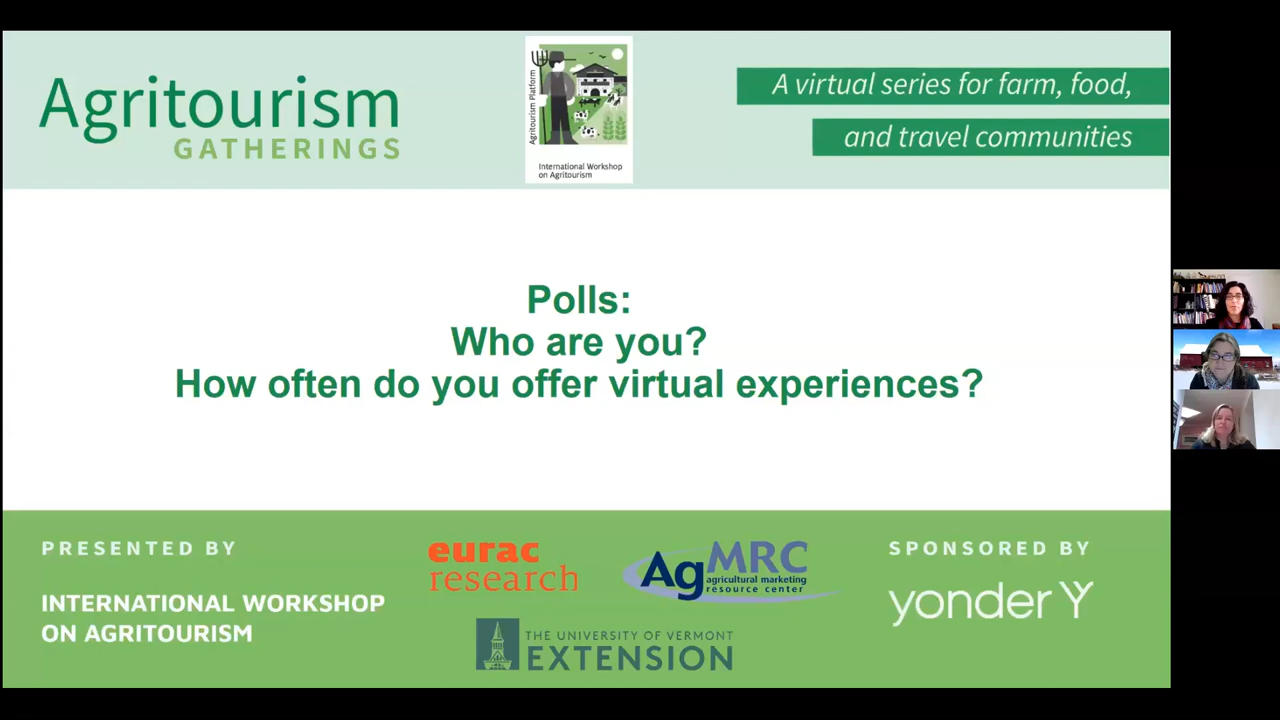 Agritourism
GATHERINGS
Agritourism Platform
International Workshop
on Agritourism
A virtual series for farm, food,
and travel communities
Polls:
Who are you?
How often do you offer virtual experiences?
PRESENTED BY
INTERNATIONAL WORKSHOP
ON AGRITOURISM
eurac
research
AgMRC
agricultural marketing
resource center
THE UNIVERSITY OF VERMONT
EXTENSION
SPONSORED BY
yonder Y